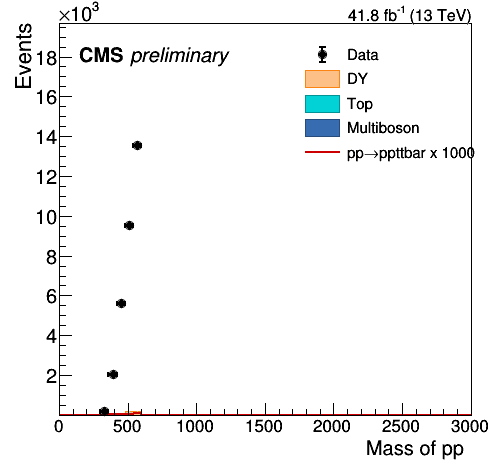 ×10³
41.8 fb⁻¹ (13 TeV)
Events
CMS preliminary
Data
DY
Top
Multiboson
pp→ppttbar x 1000
18
16
14
12
10
8
6
4
2
0 500 1000 1500 2000 2500 3000
Mass of pp